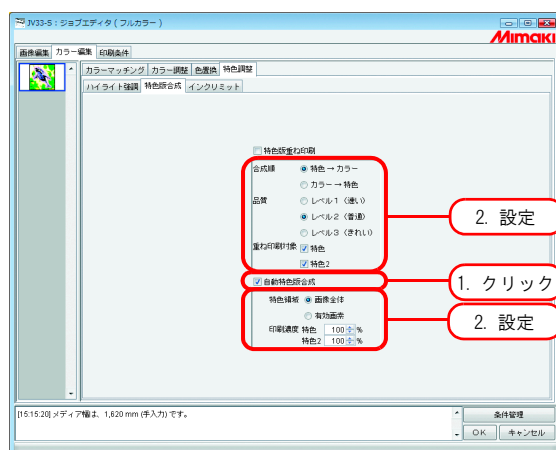 JV33-S : ジョブエディタ ( フルカラー )
Mimaki
画像編集 カラー編集 印刷条件
カラーマッチング カラー調整 色置換 特色調整
ハイライト強調 特色版合成 インクリミット
特色版重ね印刷
合成順 特色 → カラー
カラー → 特色
品質 レベル1 (速い)
レベル2 (普通)
レベル3 (きれい)
重ね印刷対象 特色
特色2
2. 設定
自動特色版合成
1. クリック
特色領域 画像全体
有効画素
印刷濃度 特色 100 %
特色2 100 %
2. 設定
[15:15:20] メディア幅は、1,620 mm (手入力) です。
条件管理
OK キャンセル